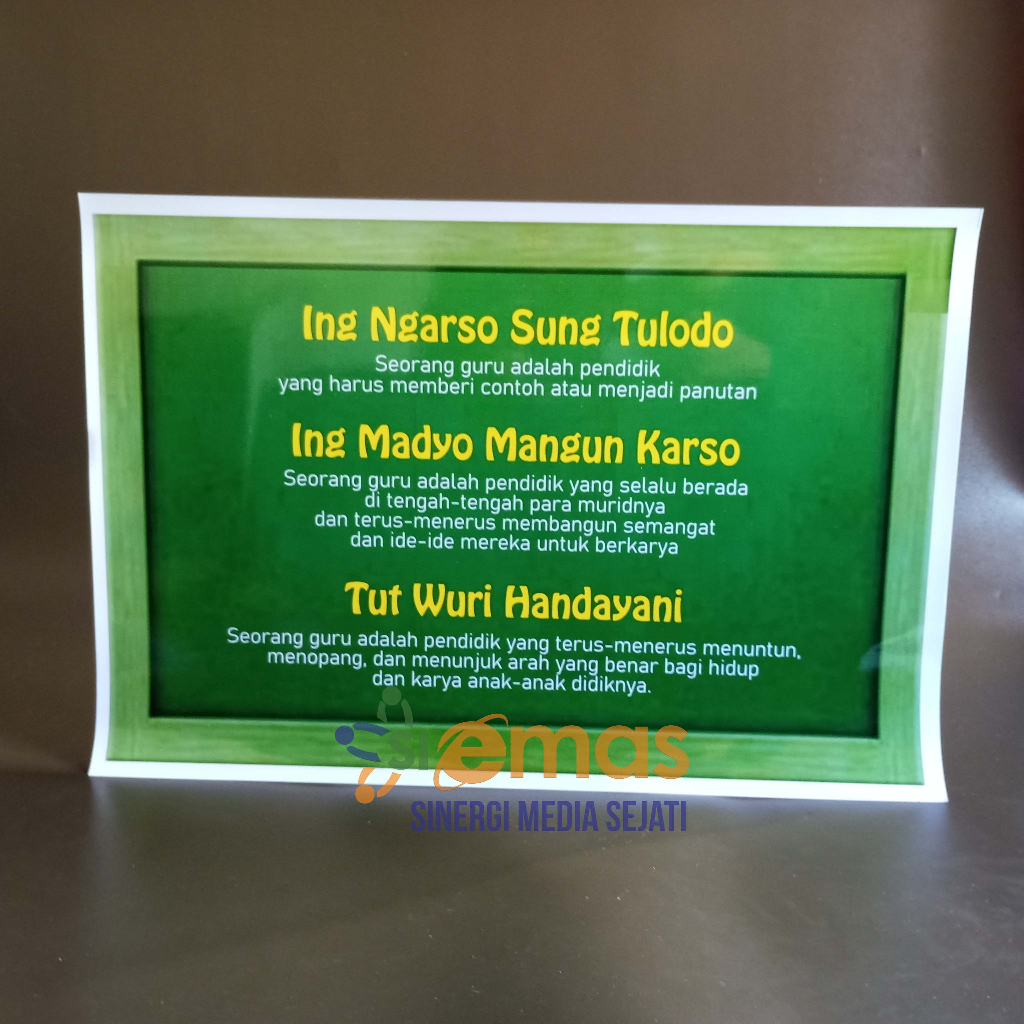 Ing Ngarso Sung Tulodo
Seorang guru adalah pendidik
yang harus memberi contoh atau menjadi panutan
Ing Madyo Mangun Karso
Seorang guru adalah pendidik yang selalu berada
di tengah-tengah para muridnya
dan terus-menerus membangun semangat
dan ide-ide mereka untuk berkarya
Tut Wuri Handayani
Seorang guru adalah pendidik yang terus-menerus menuntun,
menopang, dan menunjuk arah yang benar bagi hidup
dan karya anak-anak didiknya.
siemas
SINERGI MEDIA SEJATI